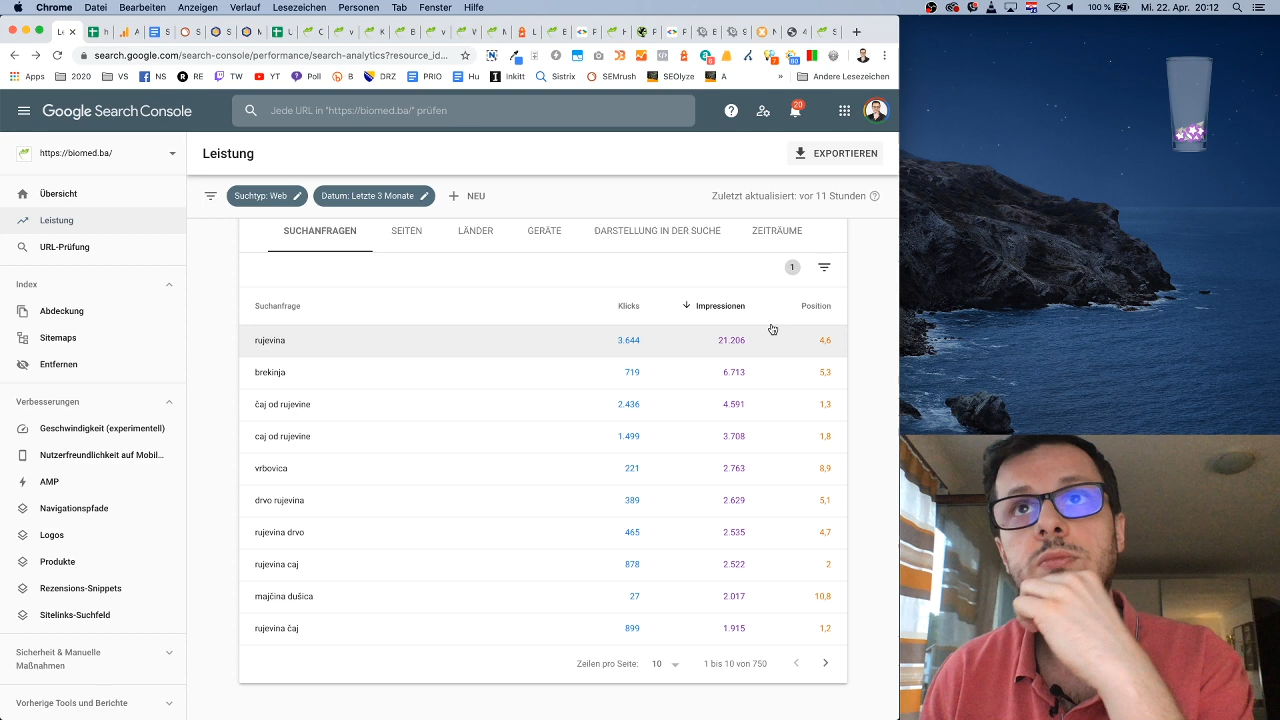 Chrome Datei Bearbeiten Anzeigen Verlauf Lesezeichen Personen Tab Fenster Hilfe 100 % Mi. 22. Apr. 20:12
search.google.com/search-console/performance/search-analytics?resource_id...
Apps 2020 VS NS RE TW YT Poll B DRZ PRIO Hu inkitt Sistrix SEMrush SEOlyze A » Andere Lesezeichen
Google Search Console
Jede URL in "https://biomed.ba/" prüfen
20
https://biomed.ba/
Leistung
EXPORTIEREN
Suchtyp: Web
Datum: Letzte 3 Monate
NEU
Zuletzt aktualisiert: vor 11 Stunden
Übersicht
Leistung
URL-Prüfung
Index
Abdeckung
Sitemaps
Entfernen
Verbesserungen
Geschwindigkeit (experimentell)
Nutzerfreundlichkeit auf Mobil...
AMP
Navigationspfade
Logos
Produkte
Rezensions-Snippets
Sitelinks-Suchfeld
Sicherheit & Manuelle
Maßnahmen
Vorherige Tools und Berichte
SUCHANFRAGEN SEITEN LÄNDER GERÄTE DARSTELLUNG IN DER SUCHE ZEITRÄUME
1
Suchanfrage Klicks Impressionen Position
rujevina 3.644 21.206 4,6
brekinja 719 6.713 5,3
čaj od rujevine 2.436 4.591 1,3
caj od rujevine 1.499 3.708 1,8
vrbovica 221 2.763 8,9
drvo rujevina 389 2.629 5,1
rujevina drvo 465 2.535 4,7
rujevina caj 878 2.522 2
majčina dušica 27 2.017 10,8
rujevina čaj 899 1.915 1,2
Zeilen pro Seite: 10 1 bis 10 von 750